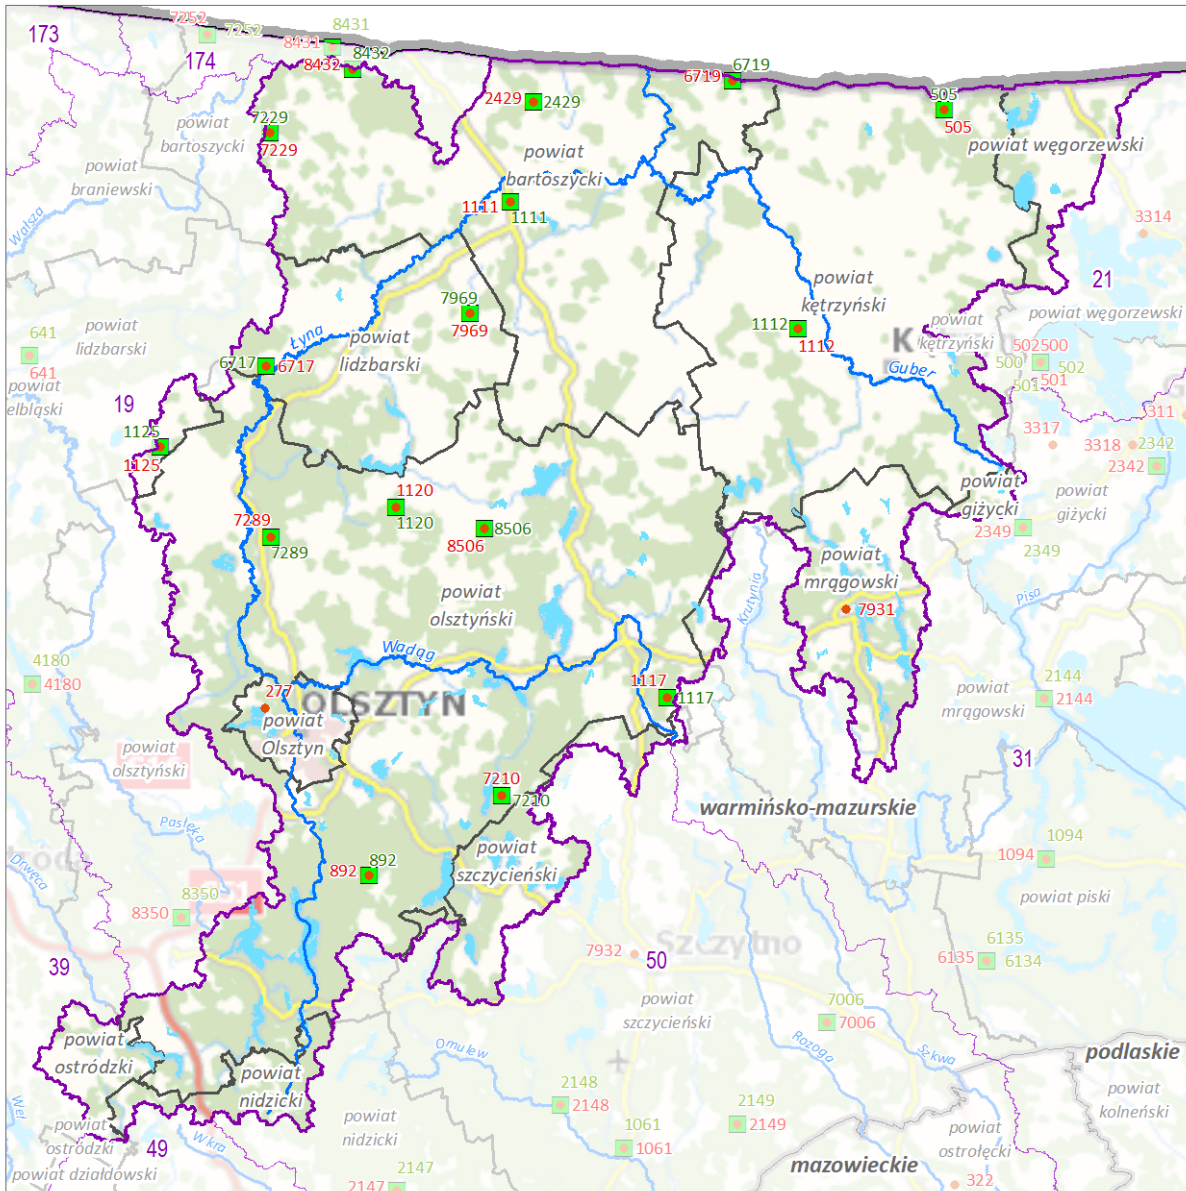 7252
7252
8431
173
8431
174
8432
8432
6719
6719
2429
2429
505
505
7229
7229
powiat
bartoszycki
powiat
bartoszycki
powiat węgorzewski
powiat
braniewski
Wałsza
1111
1111
3314
21
powiat
kętrzyński
7969
7969
powiat węgorzewski
powiat
lidzbarski
641
641
Łyna
powiat
lidzbarski
1112
1112
K
powiat
kętrzyński
502
500
500
502
501
501
6717
6717
Guber
powiat
elbląski
19
311
1125
1125
3317
3318
2342
2342
1120
1120
powiat
giżycki
powiat
giżycki
7289
7289
8506
8506
2349
2349
powiat
mrągowski
Krutynia
Pisa
powiat
olsztyński
7931
Wadąg
4180
4180
277
OLSZTYN
1117
1117
2144
2144
powiat
mrągowski
powiat
Olsztyn
powiat
olsztyński
31
7210
7210
warmińsko-mazurskie
Pasłęka
Drwęca
1094
1094
powiat
szczycieński
892
892
powiat piski
8350
8350
Szczytno
7932
50
6135
6135
6134
39
powiat
szczycieński
7006
7006
powiat
ostródzki
Omulew
Rozoga
Szkwa
podlaskie
powiat
nidzicki
2148
2148
powiat
kolneński
Wel
2149
2149
powiat
nidzicki
1061
1061
powiat
ostródzki
49
Wkra
powiat
ostrołęcki
mazowieckie
powiat działdowski
2147
2147
322